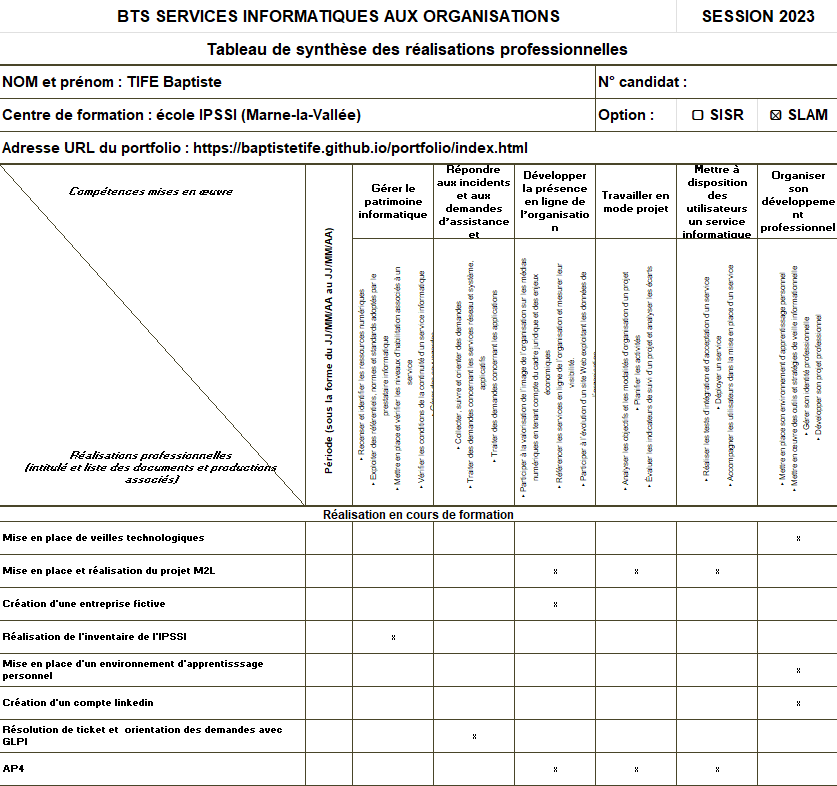 BTS SERVICES INFORMATIQUES AUX ORGANISATIONS
SESSION 2023
Tableau de synthèse des réalisations professionnelles
NOM et prénom : TIFE Baptiste
N° candidat :
Centre de formation : école IPSSI (Marne-la-Vallée)
Option :
☐ SISR
☒ SLAM
Adresse URL du portfolio : https://baptistetife.github.io/portfolio/index.html
Compétences mises en œuvre
Réalisations professionnelles
(intitulé et liste des documents et productions
associés)
Période (sous la forme du JJ/MM/AA au JJ/MM/AA)
Gérer le
patrimoine
informatique
Répondre
aux incidents
et aux
demandes
d'assistance
et
Développer
la présence
en ligne de
l'organisatio
n
Travailler en
mode projet
Mettre à
disposition
des
utilisateurs
un service
informatique
Organiser
son
développeme
nt
professionnel
‣ Recenser et identifier les ressources numériques
‣ Exploiter des référentiels, normes et standards adoptés par le
prestataire informatique
‣ Mettre en place et vérifier les niveaux d'habilitation associés à un
service
‣ Vérifier les conditions de la continuité d'un service informatique
‣ Collecter, suivre et orienter des demandes
‣ Traiter des demandes concernant les services réseau et système,
applicatifs
‣ Traiter des demandes concernant les applications
‣ Participer à la valorisation de l'image de l'organisation sur les médias
numériques en tenant compte du cadre juridique et des enjeux
économiques
‣ Référencer les services en ligne de l'organisation et mesurer leur
visibilité.
‣ Participer à l'évolution d'un site Web exploitant les données de
‣ Analyser les objectifs et les modalités d'organisation d'un projet
‣ Planifier les activités
‣ Évaluer les indicateurs de suivi d'un projet et analyser les écarts
‣ Réaliser les tests d'intégration et d'acceptation d'un service
‣ Déployer un service
‣ Accompagner les utilisateurs dans la mise en place d'un service
‣ Mettre en place son environnement d'apprentissage personnel
‣ Mettre en œuvre des outils et stratégies de veille informationnelle
‣ Gérer son identité professionnelle
‣ Développer son projet professionnel
Réalisation en cours de formation
Mise en place de veilles technologiques x
Mise en place et réalisation du projet M2L x x x
Création d'une entreprise fictive x
Réalisation de l'inventaire de l'IPSSI x
Mise en place d'un environnement d'apprentisssage
personnel x
Création d'un compte linkedin x
Résolution de ticket et orientation des demandes avec
GLPI x
AP4 x x x